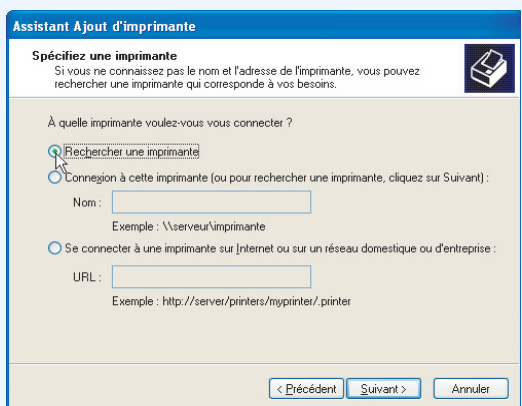 Assistant Ajout d'imprimante
Spécifiez une imprimante
Si vous ne connaissez pas le nom et l'adresse de l'imprimante, vous pouvez
rechercher une imprimante qui corresponde à vos besoins.
À quelle imprimante voulez-vous vous connecter ?
Rechercher une imprimante
Connexion à cette imprimante (ou pour rechercher une imprimante, cliquez sur Suivant) :
Nom :
Exemple : \\serveur\imprimante
Se connecter à une imprimante sur Internet ou sur un réseau domestique ou d'entreprise :
URL :
Exemple : http://server/printers/myprinter/.printer
< Précédent
Suivant >
Annuler